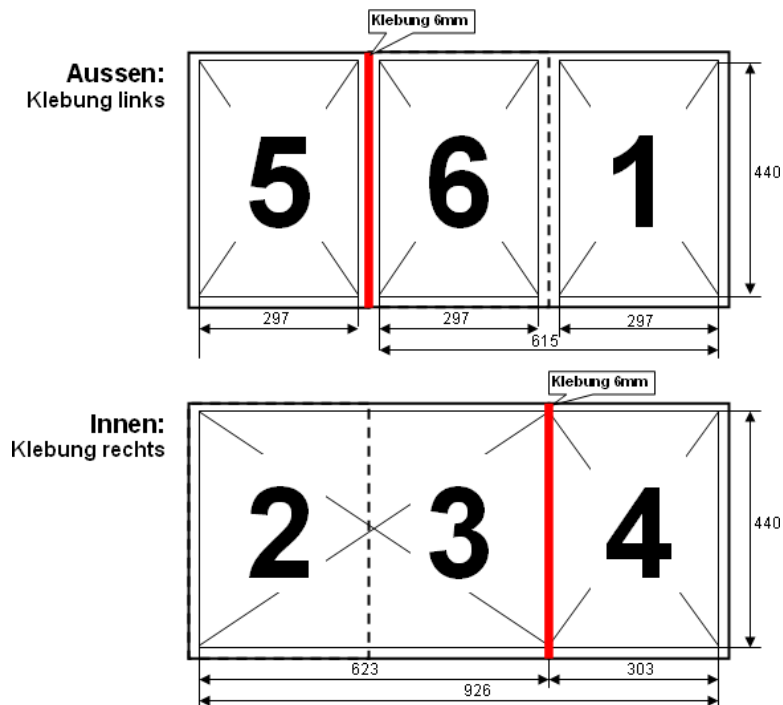 Klebung 6mm
Aussen:
Klebung links
5
6
1
440
297
297
297
615
Klebung 6mm
Innen:
Klebung rechts
2
3
4
440
623
303
926